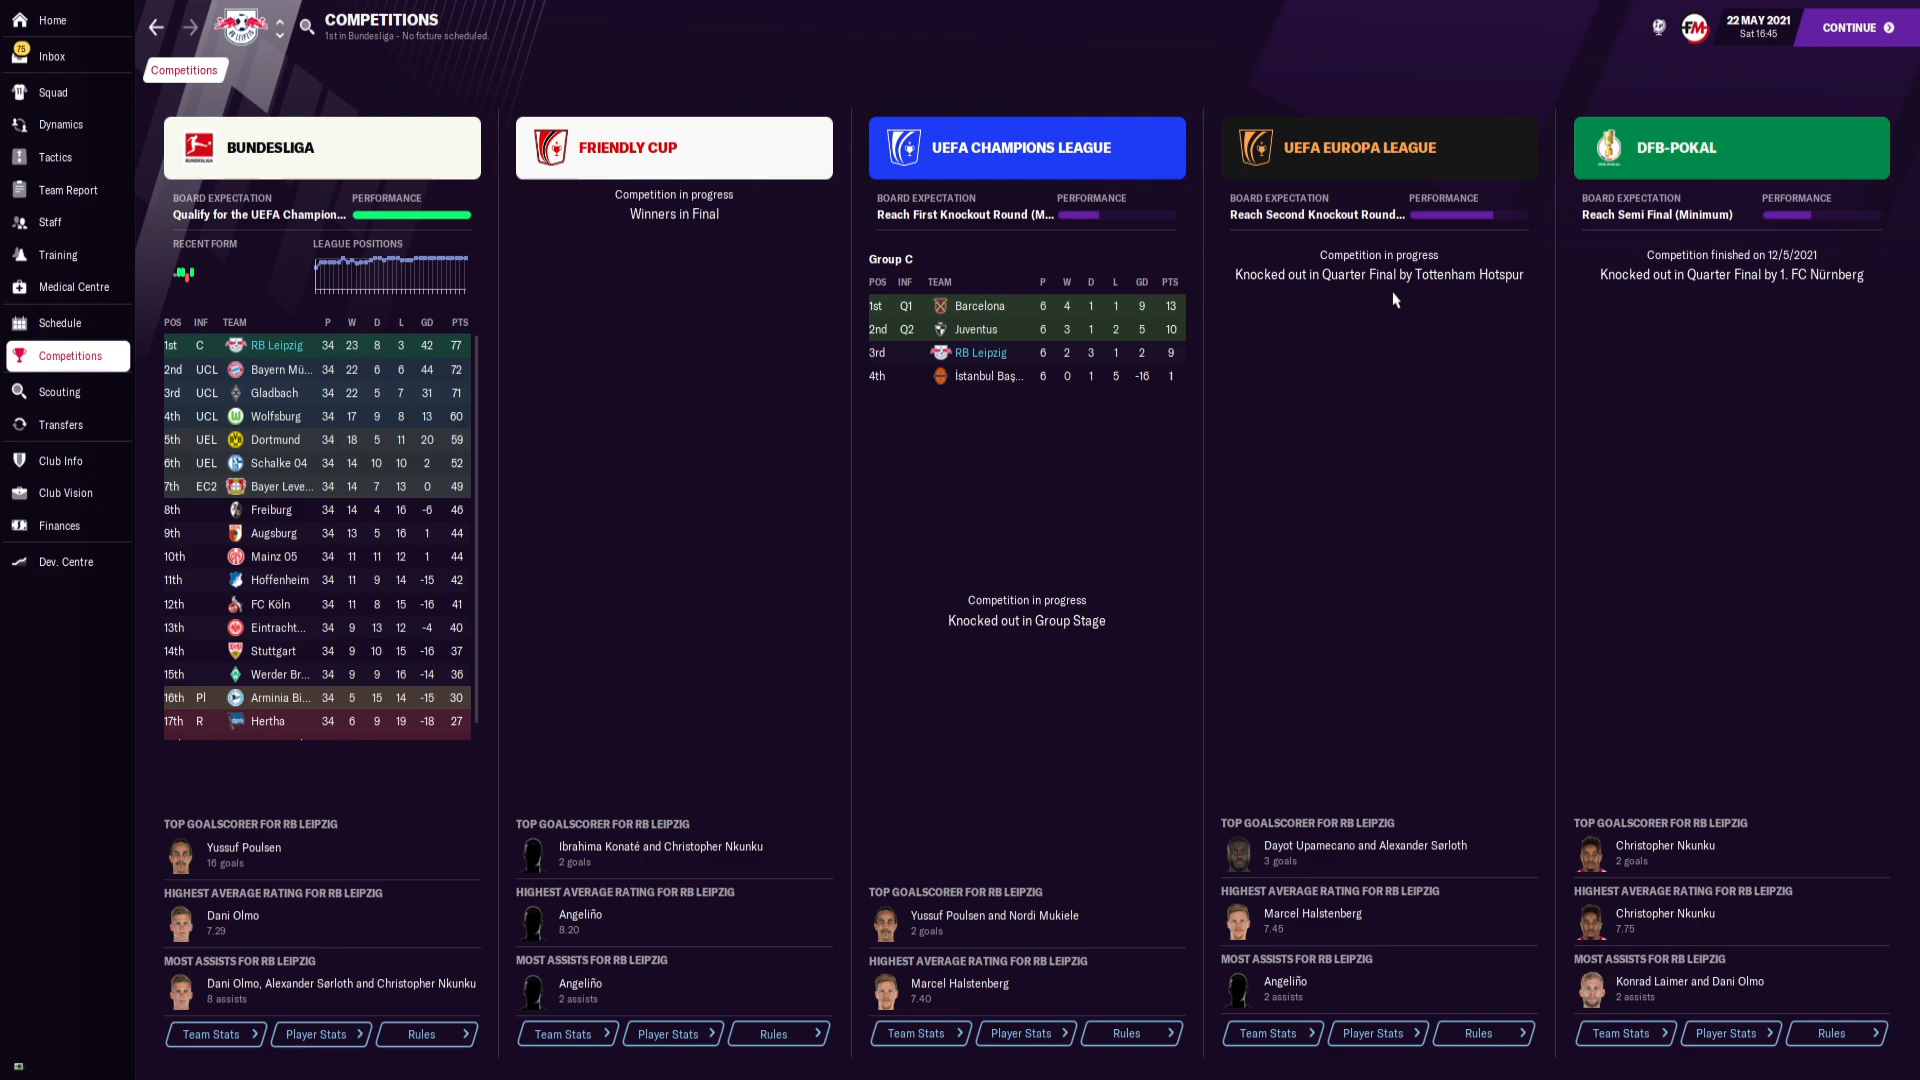 Home
75
Inbox
Squad
Dynamics
Tactics
Team Report
Staff
Training
Medical Centre
Schedule
Competitions
Scouting
Transfers
Club Info
Club Vision
Finances
Dev. Centre
COMPETITIONS
1st in Bundesliga - No fixture scheduled.
FM
22 MAY 2021
Sat 16:45
CONTINUE
Competitions
BUNDESLIGA
BOARD EXPECTATION PERFORMANCE
Qualify for the UEFA Champion...
RECENT FORM LEAGUE POSITIONS
POS INF TEAM P W D L GD PTS
1st C RB Leipzig 34 23 8 3 42 77
2nd UCL Bayern Mü... 34 22 6 6 44 72
3rd UCL Gladbach 34 22 5 7 31 71
4th UCL Wolfsburg 34 17 9 8 13 60
5th UEL Dortmund 34 18 5 11 20 59
6th UEL Schalke 04 34 14 10 10 2 52
7th EC2 Bayer Leve... 34 14 7 13 0 49
8th Freiburg 34 14 4 16 -6 46
9th Augsburg 34 13 5 16 1 44
10th Mainz 05 34 11 11 12 1 44
11th Hoffenheim 34 11 9 14 -15 42
12th FC Köln 34 11 8 15 -16 41
13th Eintracht... 34 9 13 12 -4 40
14th Stuttgart 34 9 10 15 -16 37
15th Werder Br... 34 9 9 16 -14 36
16th Pl Arminia Bi... 34 5 15 14 -15 30
17th R Hertha 34 6 9 19 -18 27
TOP GOALSCORER FOR RB LEIPZIG
Yussuf Poulsen
16 goals
HIGHEST AVERAGE RATING FOR RB LEIPZIG
Dani Olmo
7.29
MOST ASSISTS FOR RB LEIPZIG
Dani Olmo, Alexander Sørloth and Christopher Nkunku
8 assists
Team Stats Player Stats Rules
FRIENDLY CUP
Competition in progress
Winners in Final
TOP GOALSCORER FOR RB LEIPZIG
Ibrahima Konaté and Christopher Nkunku
2 goals
HIGHEST AVERAGE RATING FOR RB LEIPZIG
Angeliño
8.20
MOST ASSISTS FOR RB LEIPZIG
Angeliño
2 assists
Team Stats Player Stats Rules
UEFA CHAMPIONS LEAGUE
BOARD EXPECTATION PERFORMANCE
Reach First Knockout Round (M...
Group C
POS INF TEAM P W D L GD PTS
1st Q1 Barcelona 6 4 1 1 9 13
2nd Q2 Juventus 6 3 1 2 5 10
3rd RB Leipzig 6 2 3 1 2 9
4th İstanbul Baş... 6 0 1 5 -16 1
Competition in progress
Knocked out in Group Stage
TOP GOALSCORER FOR RB LEIPZIG
Yussuf Poulsen and Nordi Mukiele
2 goals
HIGHEST AVERAGE RATING FOR RB LEIPZIG
Marcel Halstenberg
7.40
Team Stats Player Stats Rules
UEFA EUROPA LEAGUE
BOARD EXPECTATION PERFORMANCE
Reach Second Knockout Round...
Competition in progress
Knocked out in Quarter Final by Tottenham Hotspur
TOP GOALSCORER FOR RB LEIPZIG
Dayot Upamecano and Alexander Sørloth
3 goals
HIGHEST AVERAGE RATING FOR RB LEIPZIG
Marcel Halstenberg
7.45
MOST ASSISTS FOR RB LEIPZIG
Angeliño
2 assists
Team Stats Player Stats Rules
DFB-POKAL
BOARD EXPECTATION PERFORMANCE
Reach Semi Final (Minimum)
Competition finished on 12/5/2021
Knocked out in Quarter Final by 1. FC Nürnberg
TOP GOALSCORER FOR RB LEIPZIG
Christopher Nkunku
2 goals
HIGHEST AVERAGE RATING FOR RB LEIPZIG
Christopher Nkunku
7.75
MOST ASSISTS FOR RB LEIPZIG
Konrad Laimer and Dani Olmo
2 assists
Team Stats Player Stats Rules